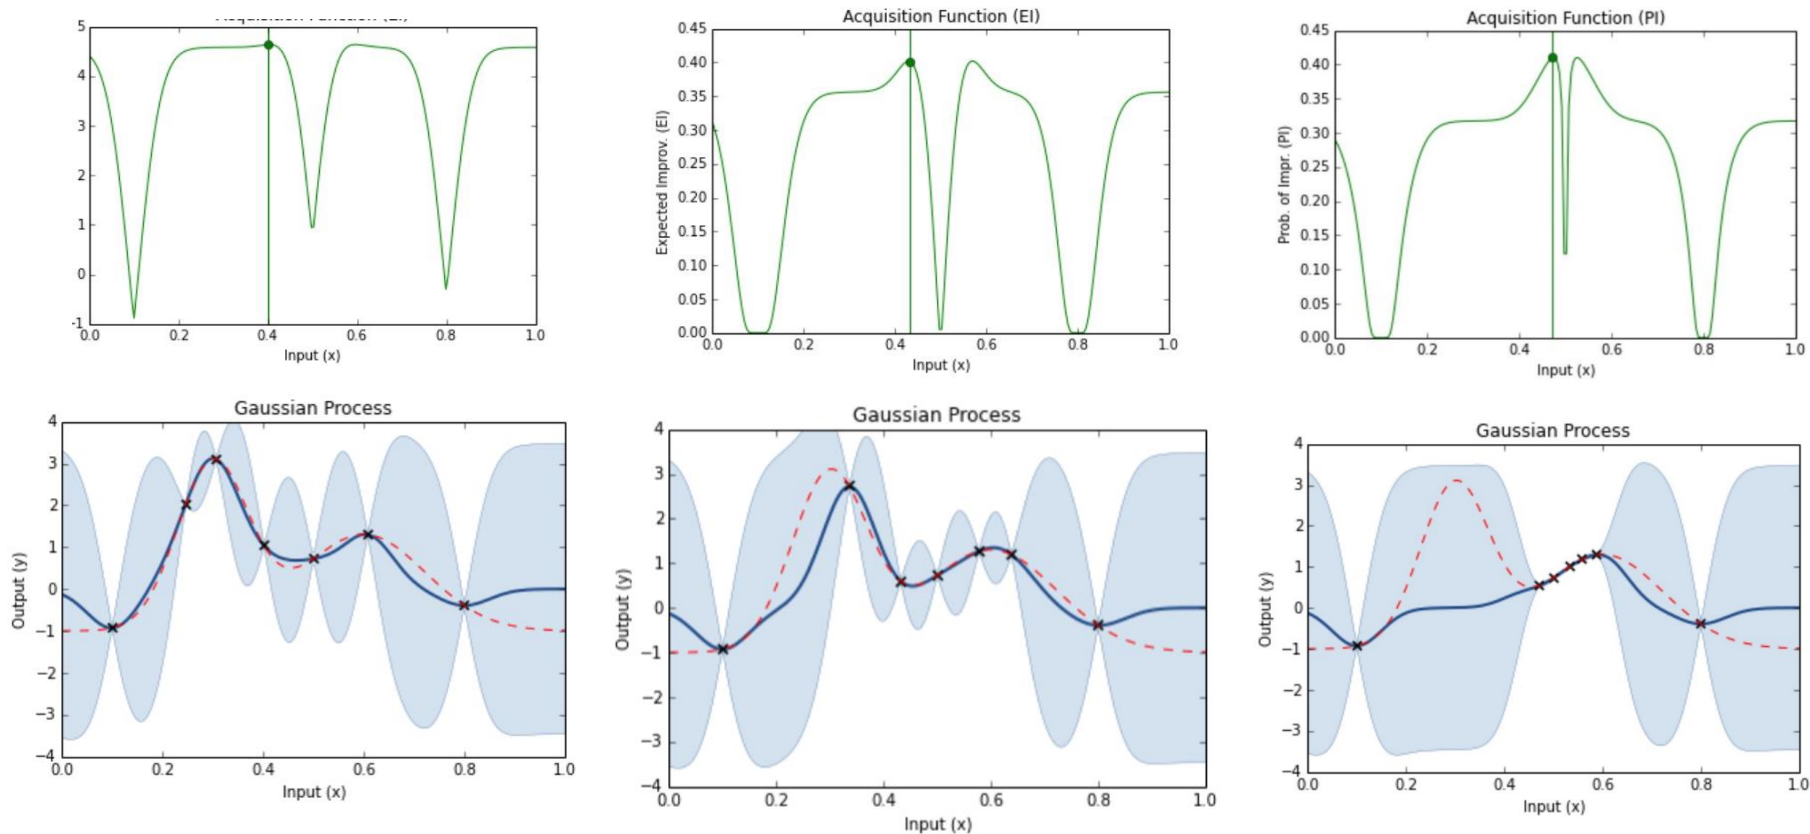 Acquisition Function
5
4
3
2
1
0
-1
0.0 0.2 0.4 0.6 0.8 1.0
Input (x)
Acquisition Function (EI)
Expected Improv. (EI)
0.45
0.40
0.35
0.30
0.25
0.20
0.15
0.10
0.05
0.00
0.0 0.2 0.4 0.6 0.8 1.0
Input (x)
Acquisition Function (PI)
Prob. of Impr. (PI)
0.45
0.40
0.35
0.30
0.25
0.20
0.15
0.10
0.05
0.00
0.0 0.2 0.4 0.6 0.8 1.0
Input (x)
Gaussian Process
Output (y)
4
3
2
1
0
−1
−2
−3
−4
0.0 0.2 0.4 0.6 0.8 1.0
Input (x)
Gaussian Process
Output (y)
4
3
2
1
0
−1
−2
−3
−4
0.0 0.2 0.4 0.6 0.8 1.0
Input (x)
Gaussian Process
Output (y)
4
3
2
1
0
−1
−2
−3
−4
0.0 0.2 0.4 0.6 0.8 1.0
Input (x)